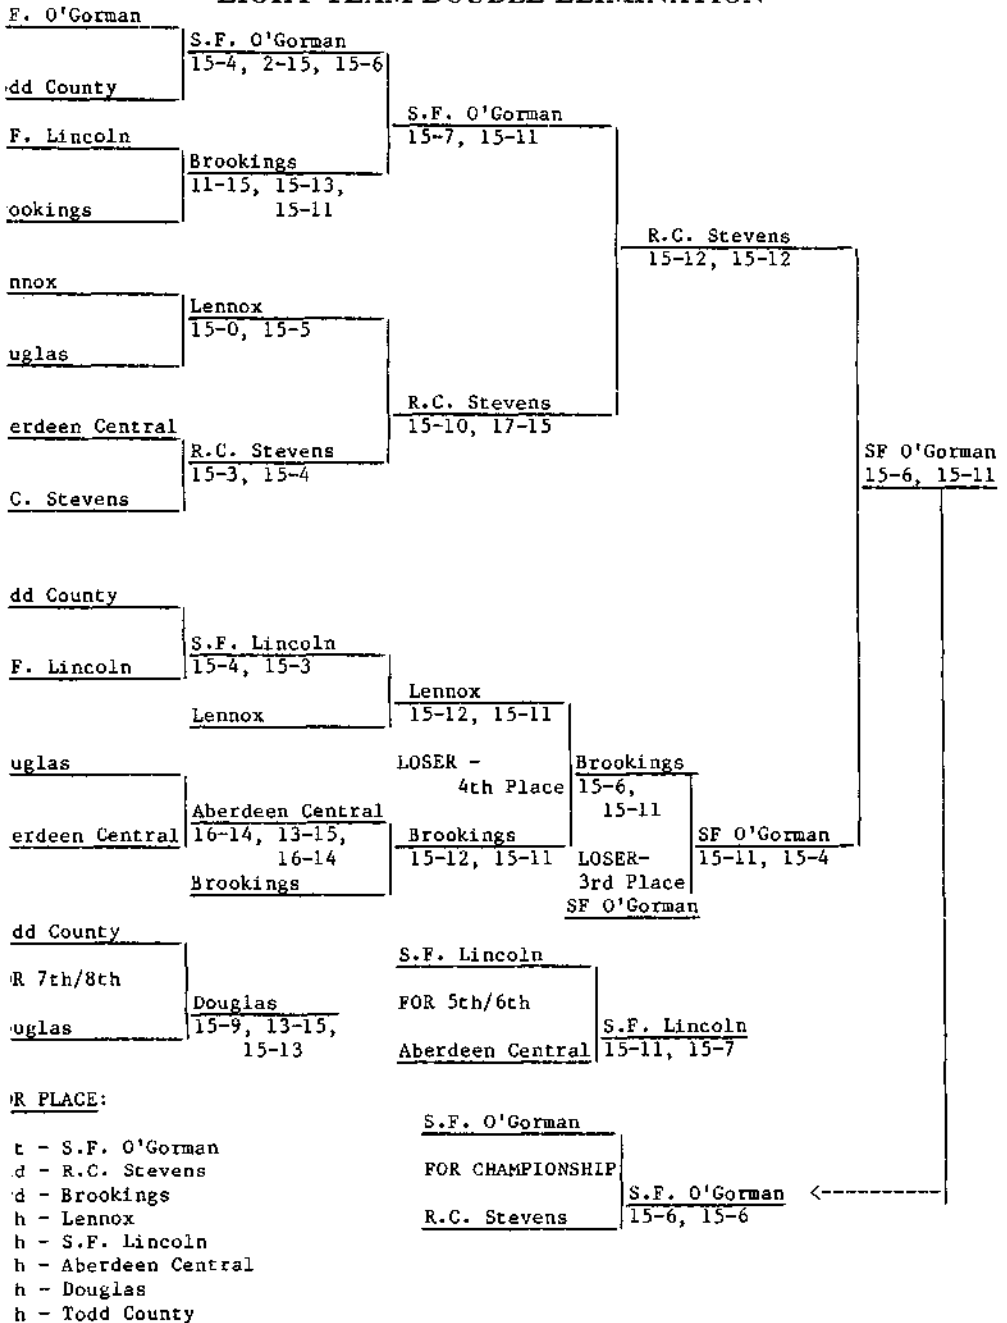 EIGHT TEAM DOUBLE ELIMINATION
F. O'Gorman
S.F. O'Gorman
15-4, 2-15, 15-6
dd County
S.F. O'Gorman
15-7, 15-11
F. Lincoln
Brookings
11-15, 15-13,
15-11
ookings
R.C. Stevens
15-12, 15-12
nnox
Lennox
15-0, 15-5
uglas
R.C. Stevens
15-10, 17-15
erdeen Central
R.C. Stevens
15-3, 15-4
C. Stevens
SF O'Gorman
15-6, 15-11
dd County
S.F. Lincoln
15-4, 15-3
F. Lincoln
Lennox
15-12, 15-11
Lennox
LOSER -
4th Place
uglas
Brookings
15-6,
15-11
Aberdeen Central
16-14, 13-15,
16-14
erdeen Central
Brookings
15-12, 15-11
SF O'Gorman
15-11, 15-4
LOSER-
3rd Place
Brookings
SF O'Gorman
dd County
R 7th/8th
Douglas
15-9, 13-15,
15-13
uglas
S.F. Lincoln
FOR 5th/6th
S.F. Lincoln
15-11, 15-7
Aberdeen Central
R PLACE:
t - S.F. O'Gorman
d - R.C. Stevens
d - Brookings
h - Lennox
h - S.F. Lincoln
h - Aberdeen Central
h - Douglas
h - Todd County
S.F. O'Gorman
FOR CHAMPIONSHIP
S.F. O'Gorman
15-6, 15-6
R.C. Stevens